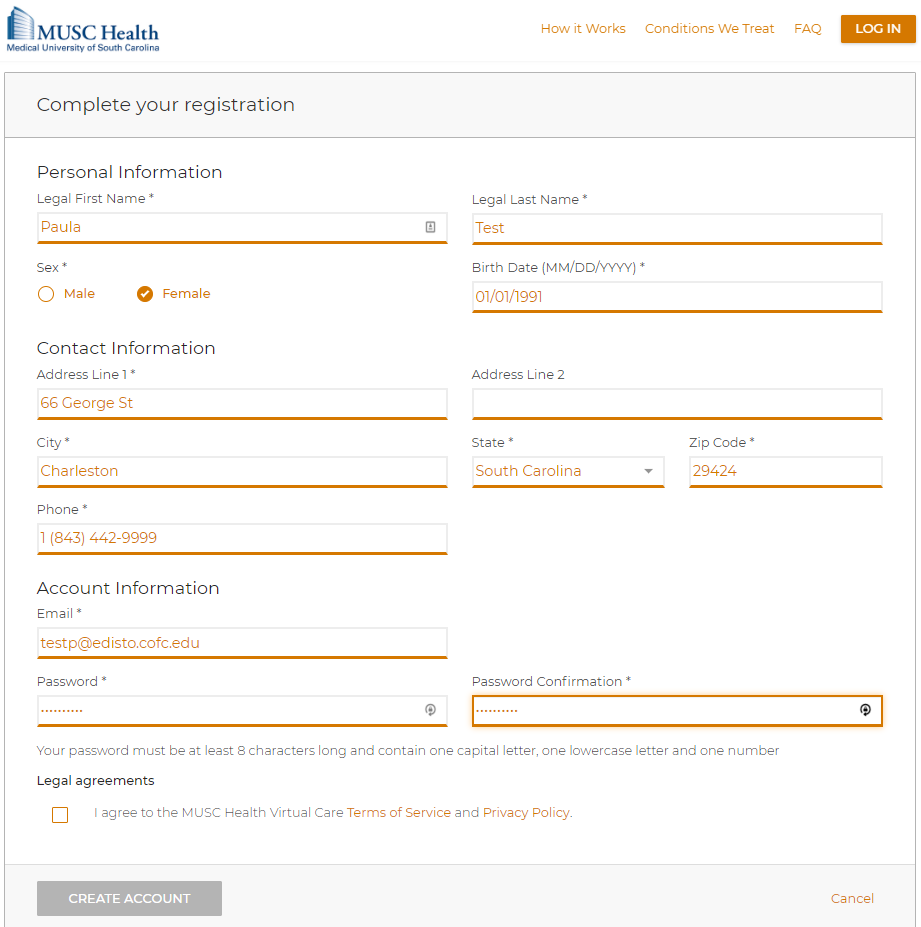 MUSC Health
Medical University of South Carolina
How it Works Conditions We Treat FAQ LOG IN
Complete your registration
Personal Information
Legal First Name * Legal Last Name *
Paula Test
Sex * Birth Date (MM/DD/YYYY) *
Male Female 01/01/1991
Contact Information
Address Line 1 * Address Line 2
66 George St
City * State * Zip Code *
Charleston South Carolina 29424
Phone *
1 (843) 442-9999
Account Information
Email *
testp@edisto.cofc.edu
Password * Password Confirmation *
•••••••••• ••••••••••
Your password must be at least 8 characters long and contain one capital letter, one lowercase letter and one number
Legal agreements
I agree to the MUSC Health Virtual Care Terms of Service and Privacy Policy.
CREATE ACCOUNT Cancel